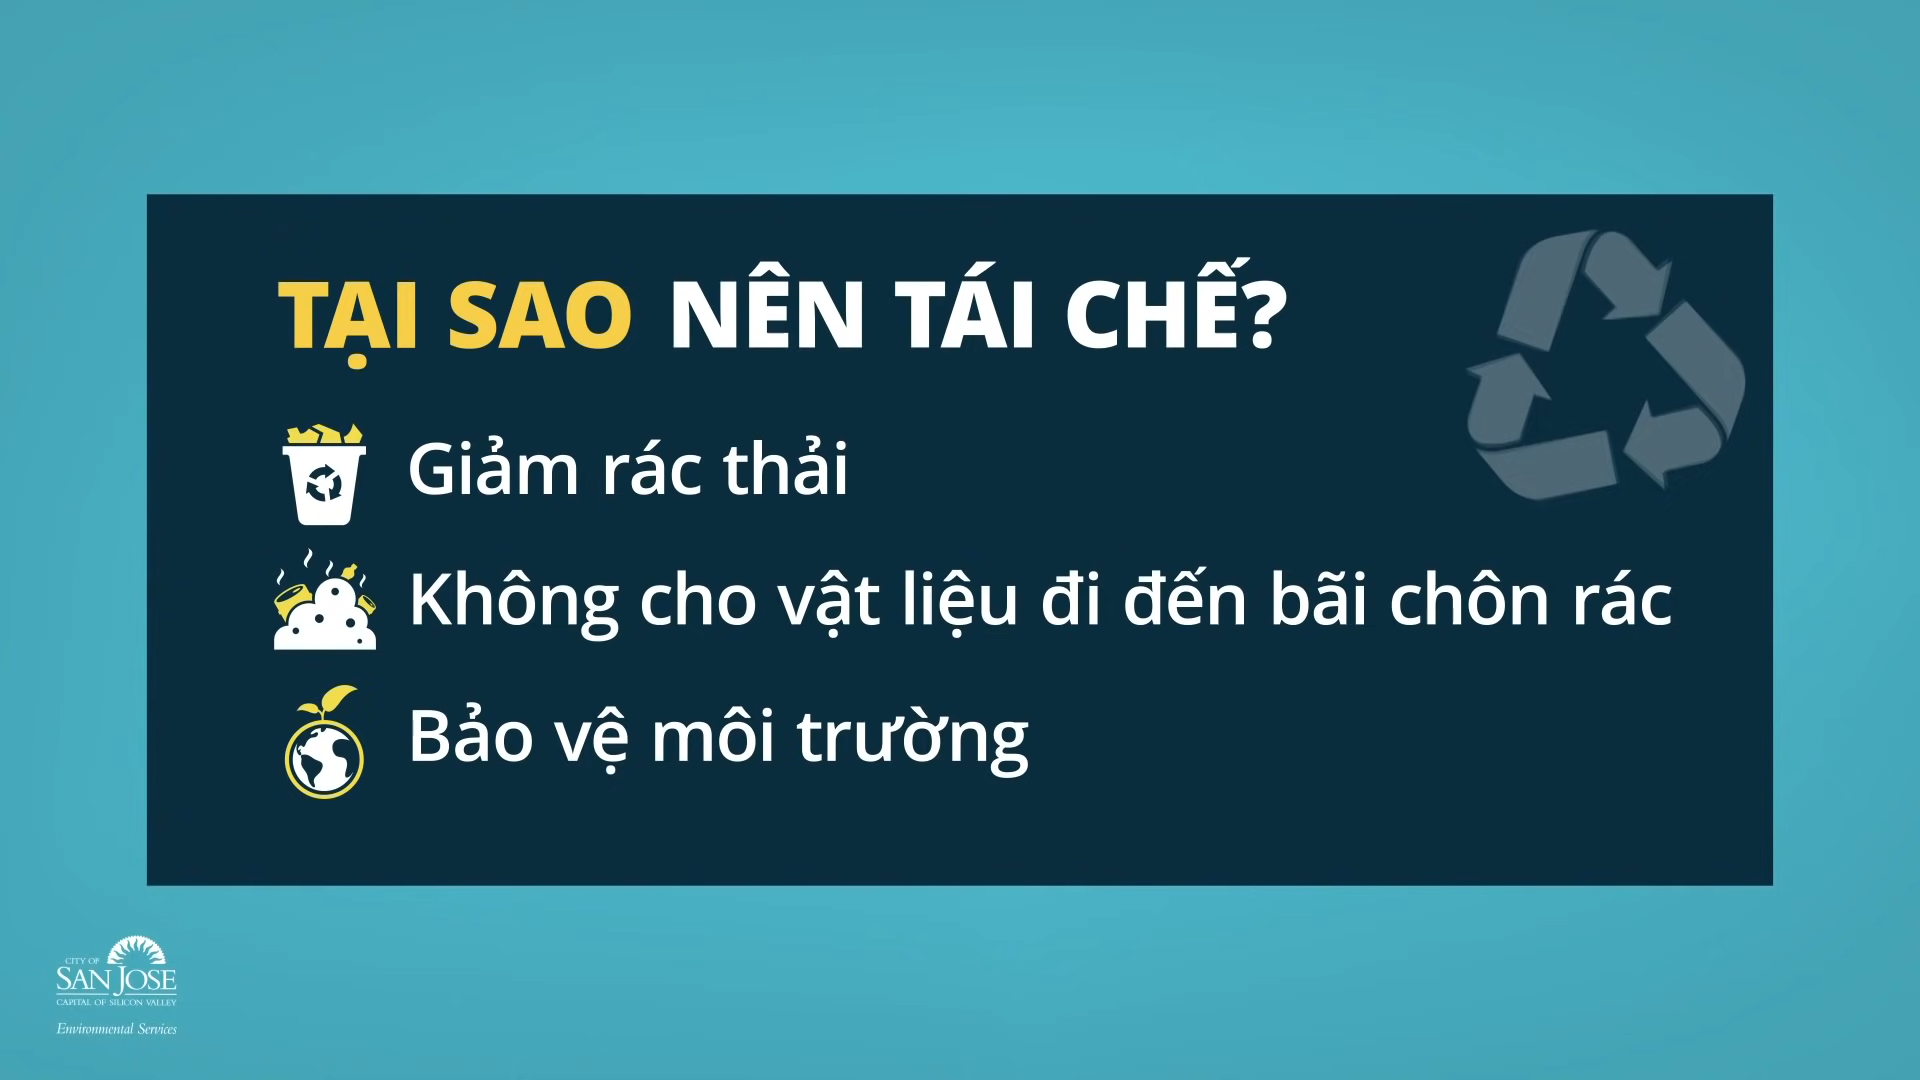 TẠI SAO NÊN TÁI CHẾ?
Giảm rác thải
Không cho vật liệu đi đến bãi chôn rác
Bảo vệ môi trường
CITY OF
SAN JOSE
CAPITAL OF SILICON VALLEY
Environmental Services